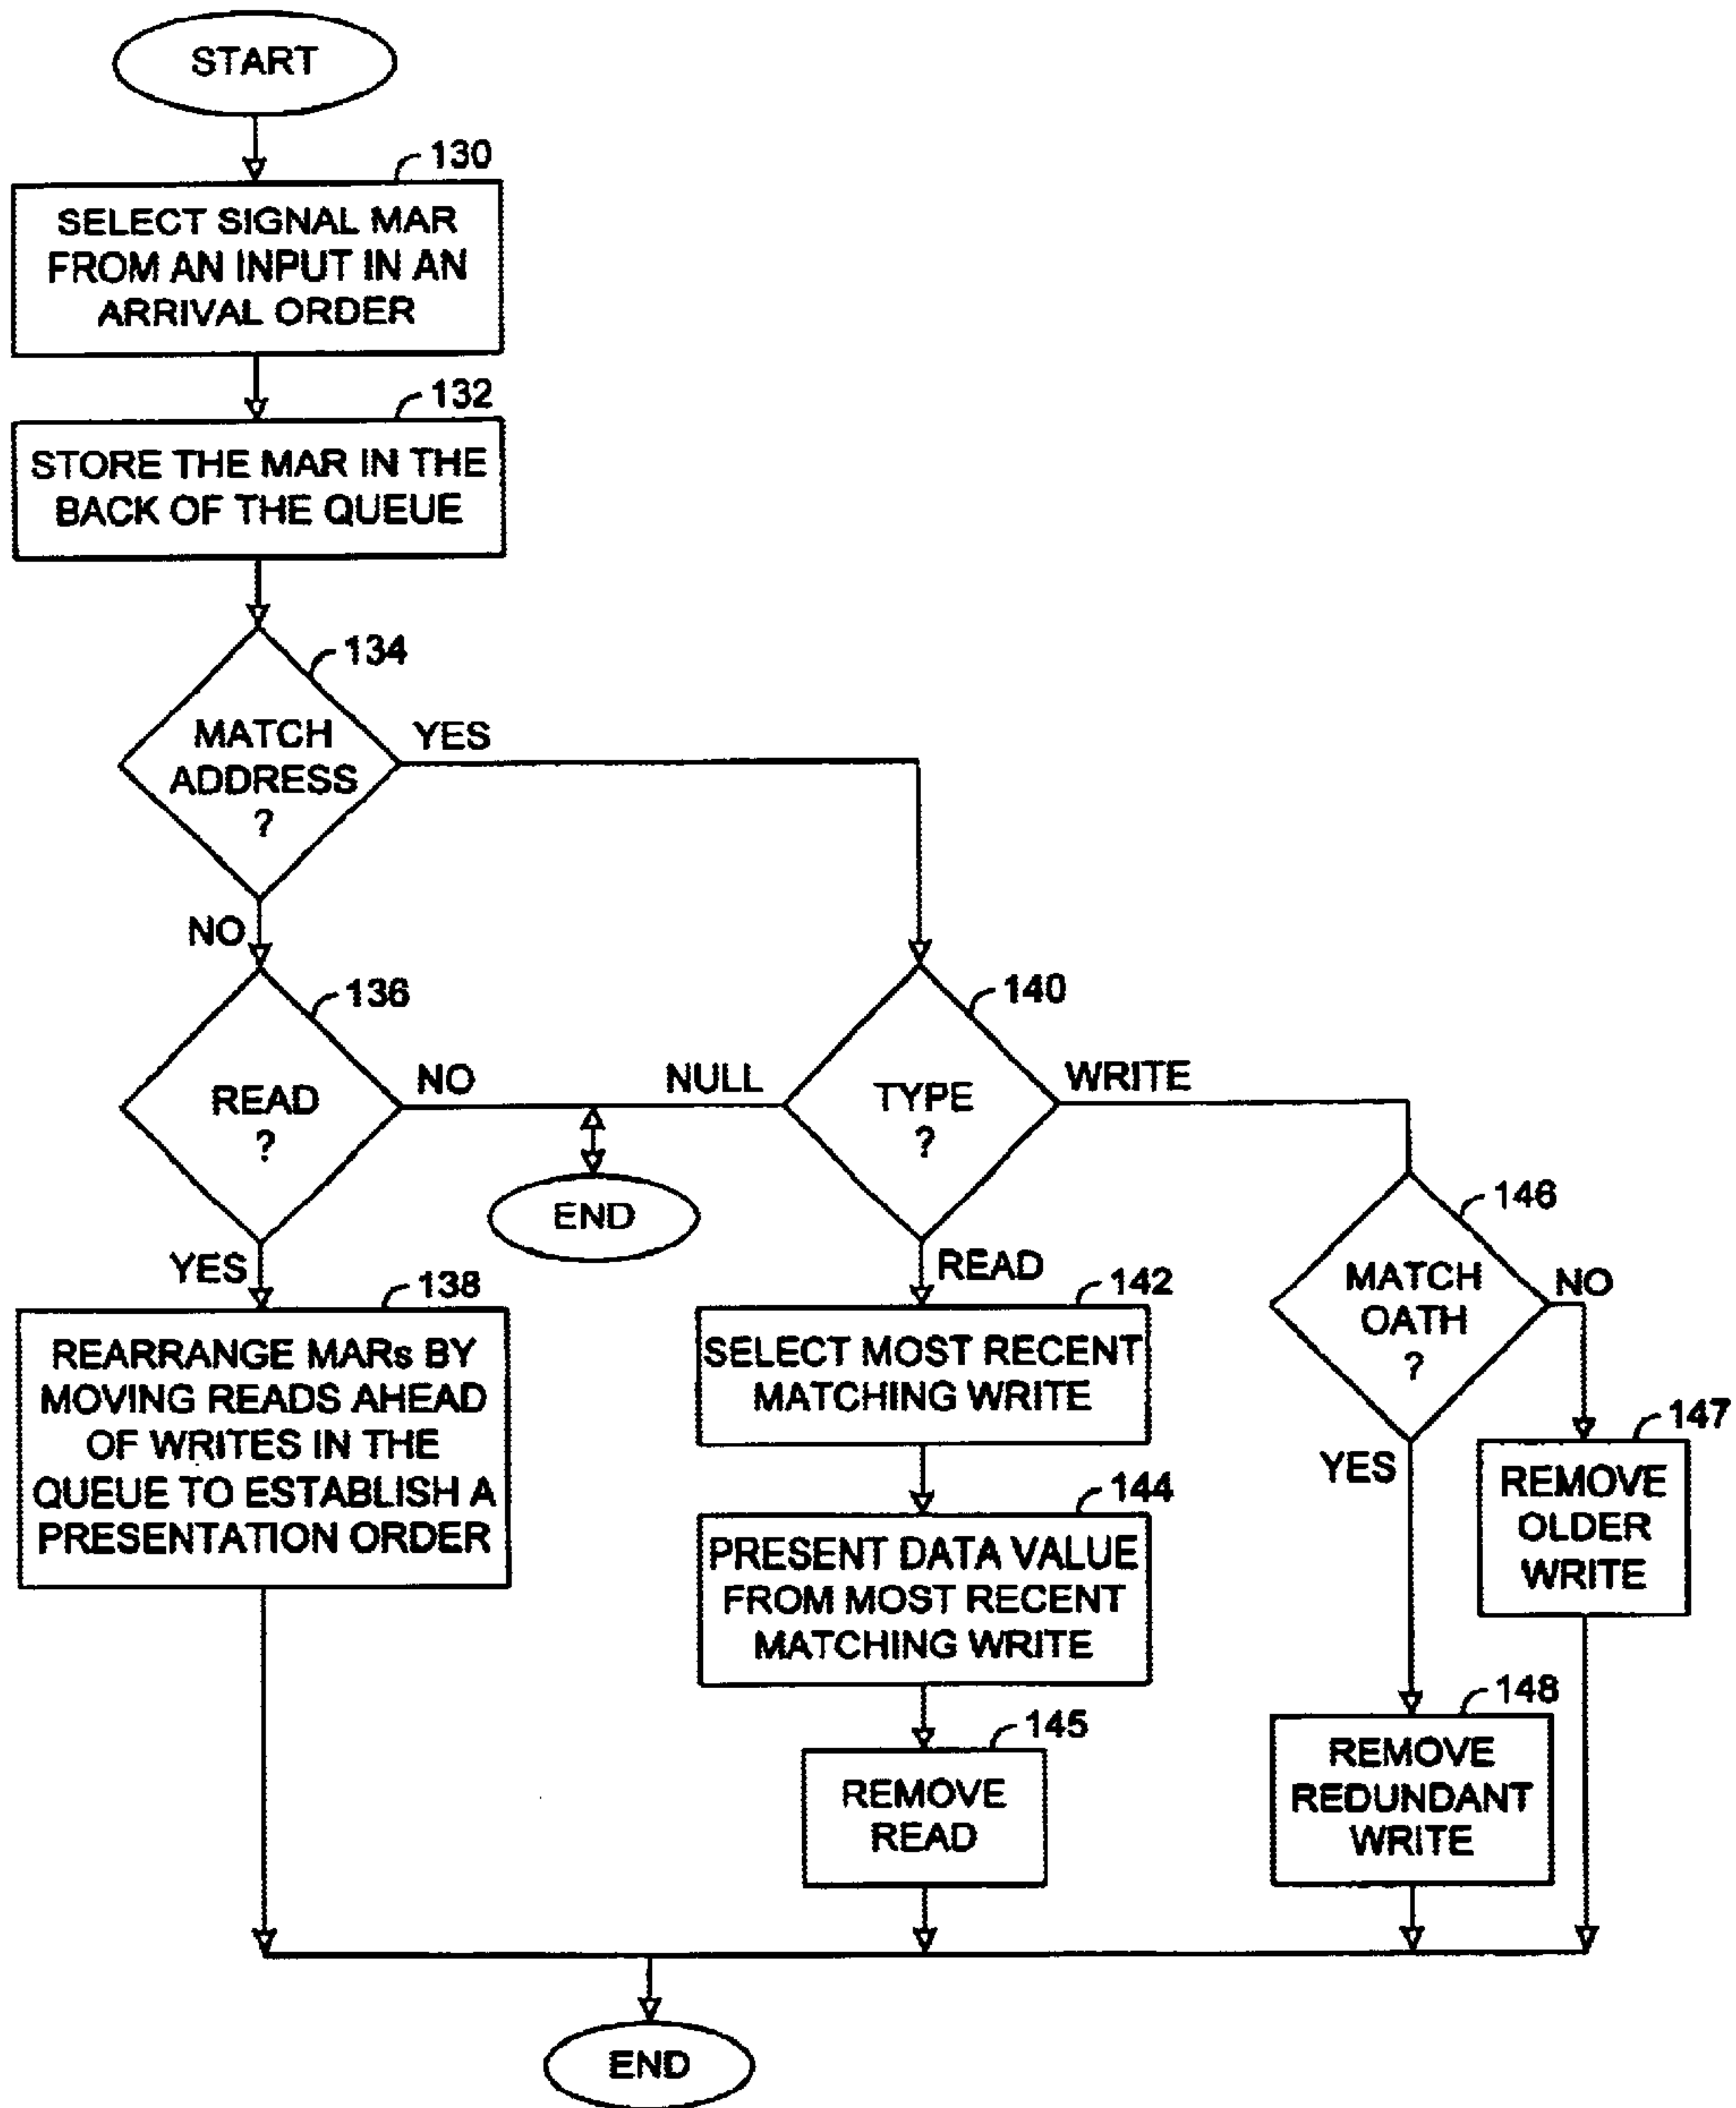 START
130
SELECT SIGNAL MAR
FROM AN INPUT IN AN
ARRIVAL ORDER
132
STORE THE MAR IN THE
BACK OF THE QUEUE
134
MATCH
ADDRESS
?
YES
NO
136
READ
?
NO
YES
END
140
TYPE
?
NULL
WRITE
READ
138
REARRANGE MARs BY
MOVING READS AHEAD
OF WRITES IN THE
QUEUE TO ESTABLISH A
PRESENTATION ORDER
142
SELECT MOST RECENT
MATCHING WRITE
144
PRESENT DATA VALUE
FROM MOST RECENT
MATCHING WRITE
145
REMOVE
READ
146
MATCH
OATH
?
NO
YES
147
REMOVE
OLDER
WRITE
148
REMOVE
REDUNDANT
WRITE
END